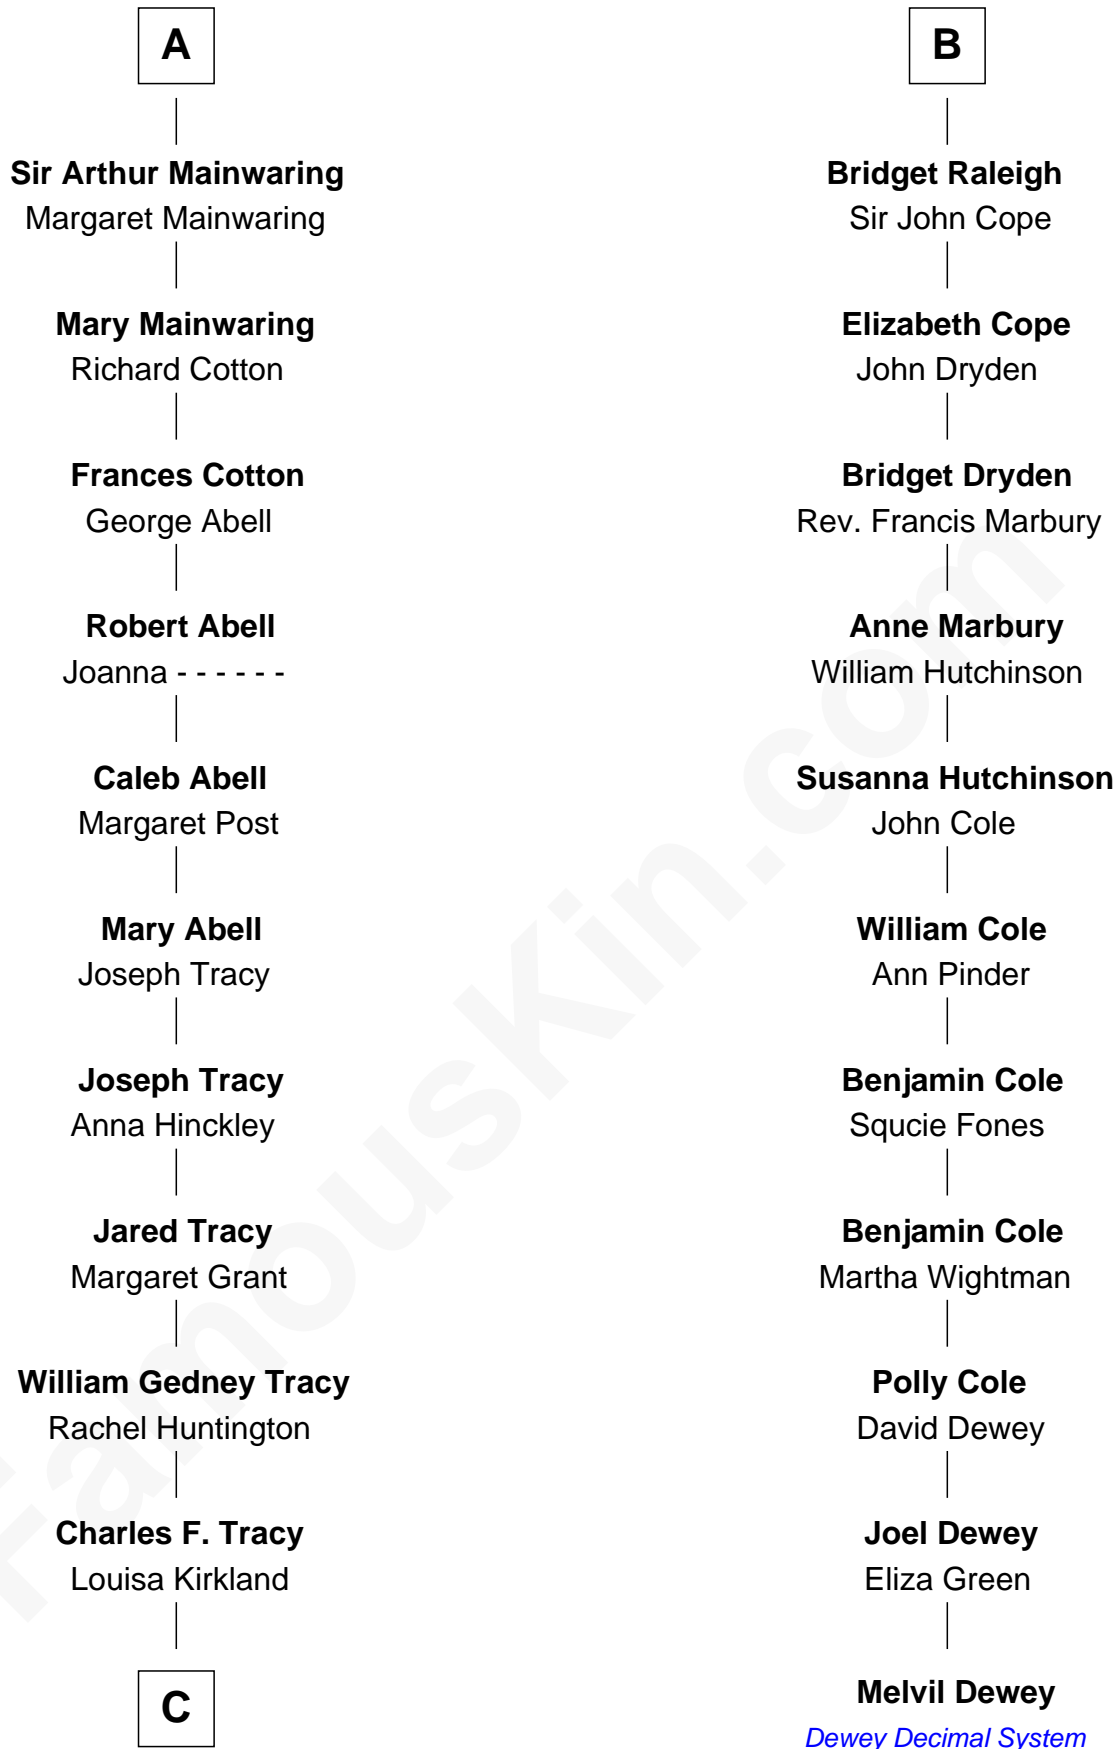 A
Sir Arthur Mainwaring
Margaret Mainwaring
Mary Mainwaring
Richard Cotton
Frances Cotton
George Abell
Robert Abell
Joanna - - - - - -
Caleb Abell
Margaret Post
Mary Abell
Joseph Tracy
Joseph Tracy
Anna Hinckley
Jared Tracy
Margaret Grant
William Gedney Tracy
Rachel Huntington
Charles F. Tracy
Louisa Kirkland
C
B
Bridget Raleigh
Sir John Cope
Elizabeth Cope
John Dryden
Bridget Dryden
Rev. Francis Marbury
Anne Marbury
William Hutchinson
Susanna Hutchinson
John Cole
William Cole
Ann Pinder
Benjamin Cole
Squcie Fones
Benjamin Cole
Martha Wightman
Polly Cole
David Dewey
Joel Dewey
Eliza Green
Melvil Dewey
Dewey Decimal System
FamousKin.com